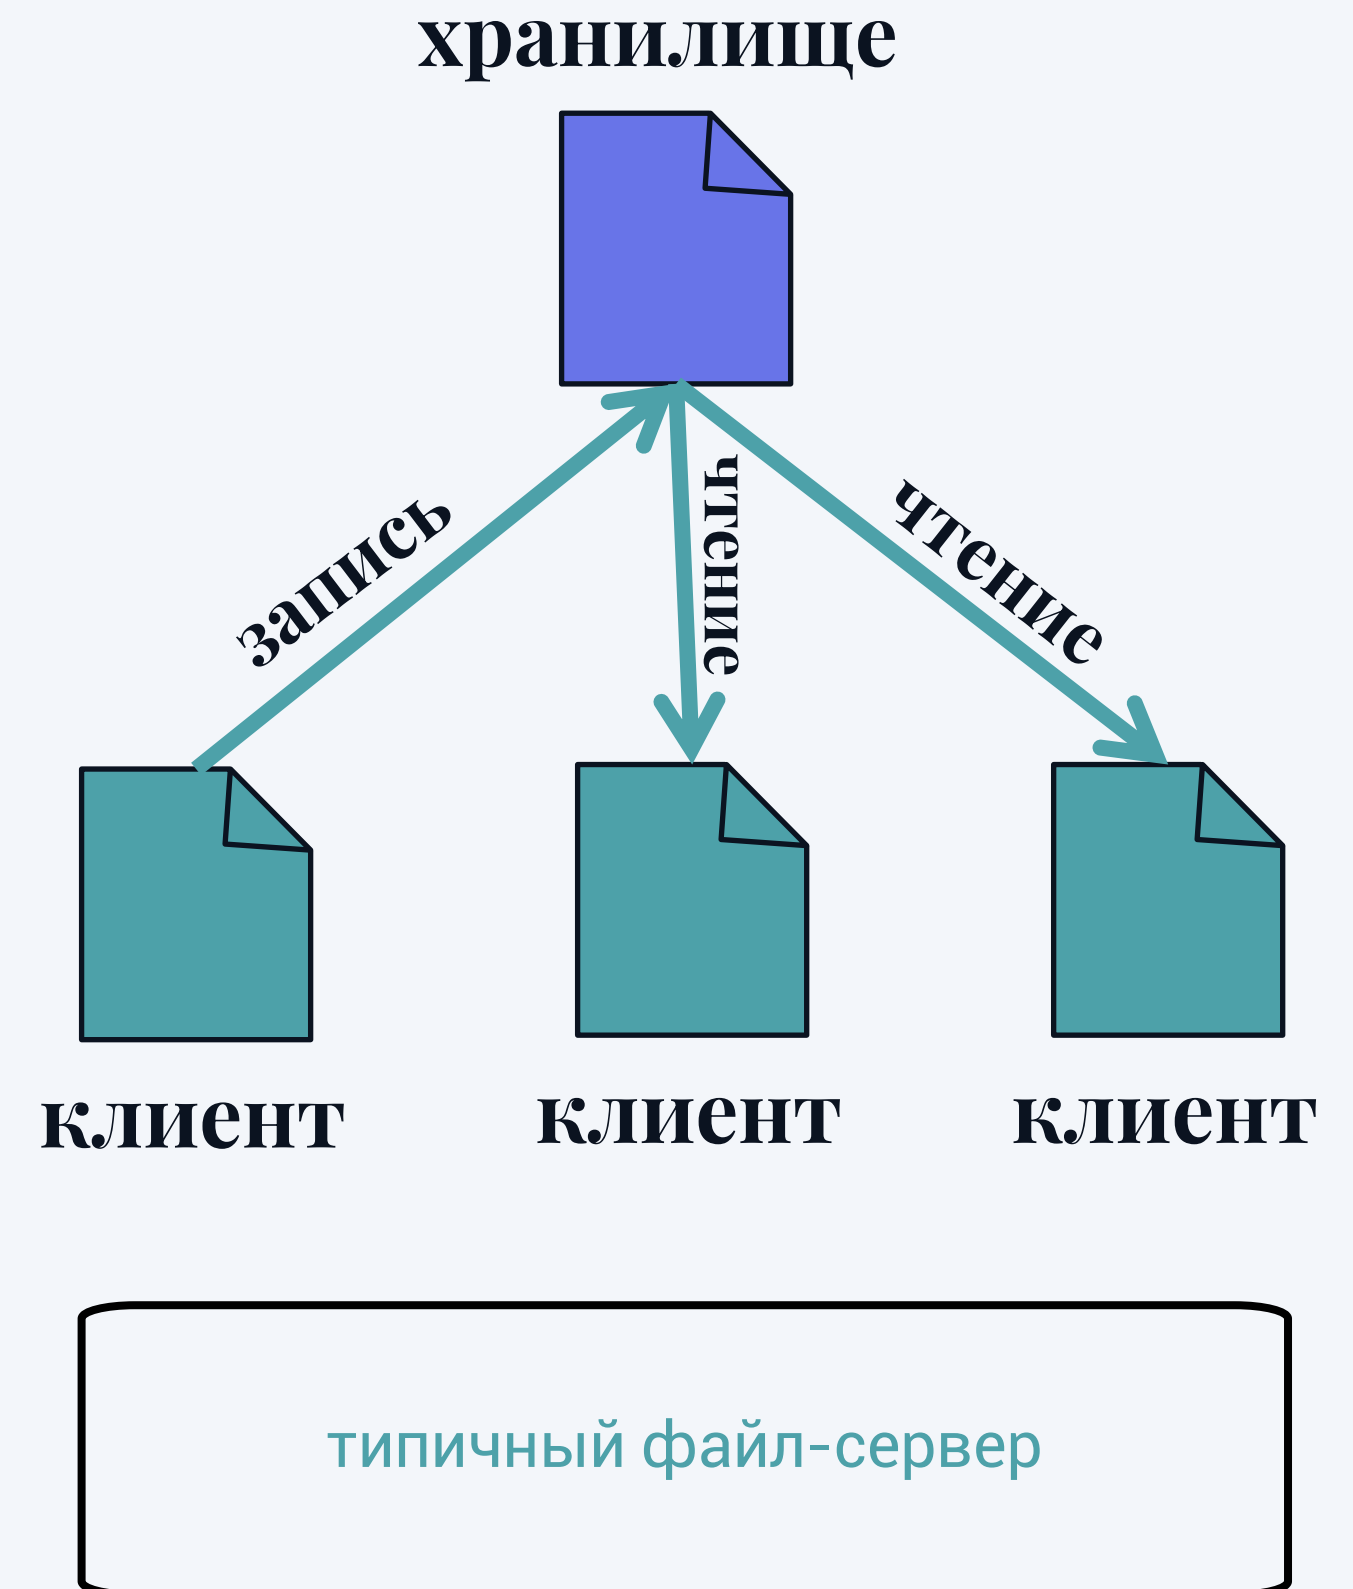 хранилище
запись
чтение
чтение
клиент
клиент
клиент
типичный файл-сервер